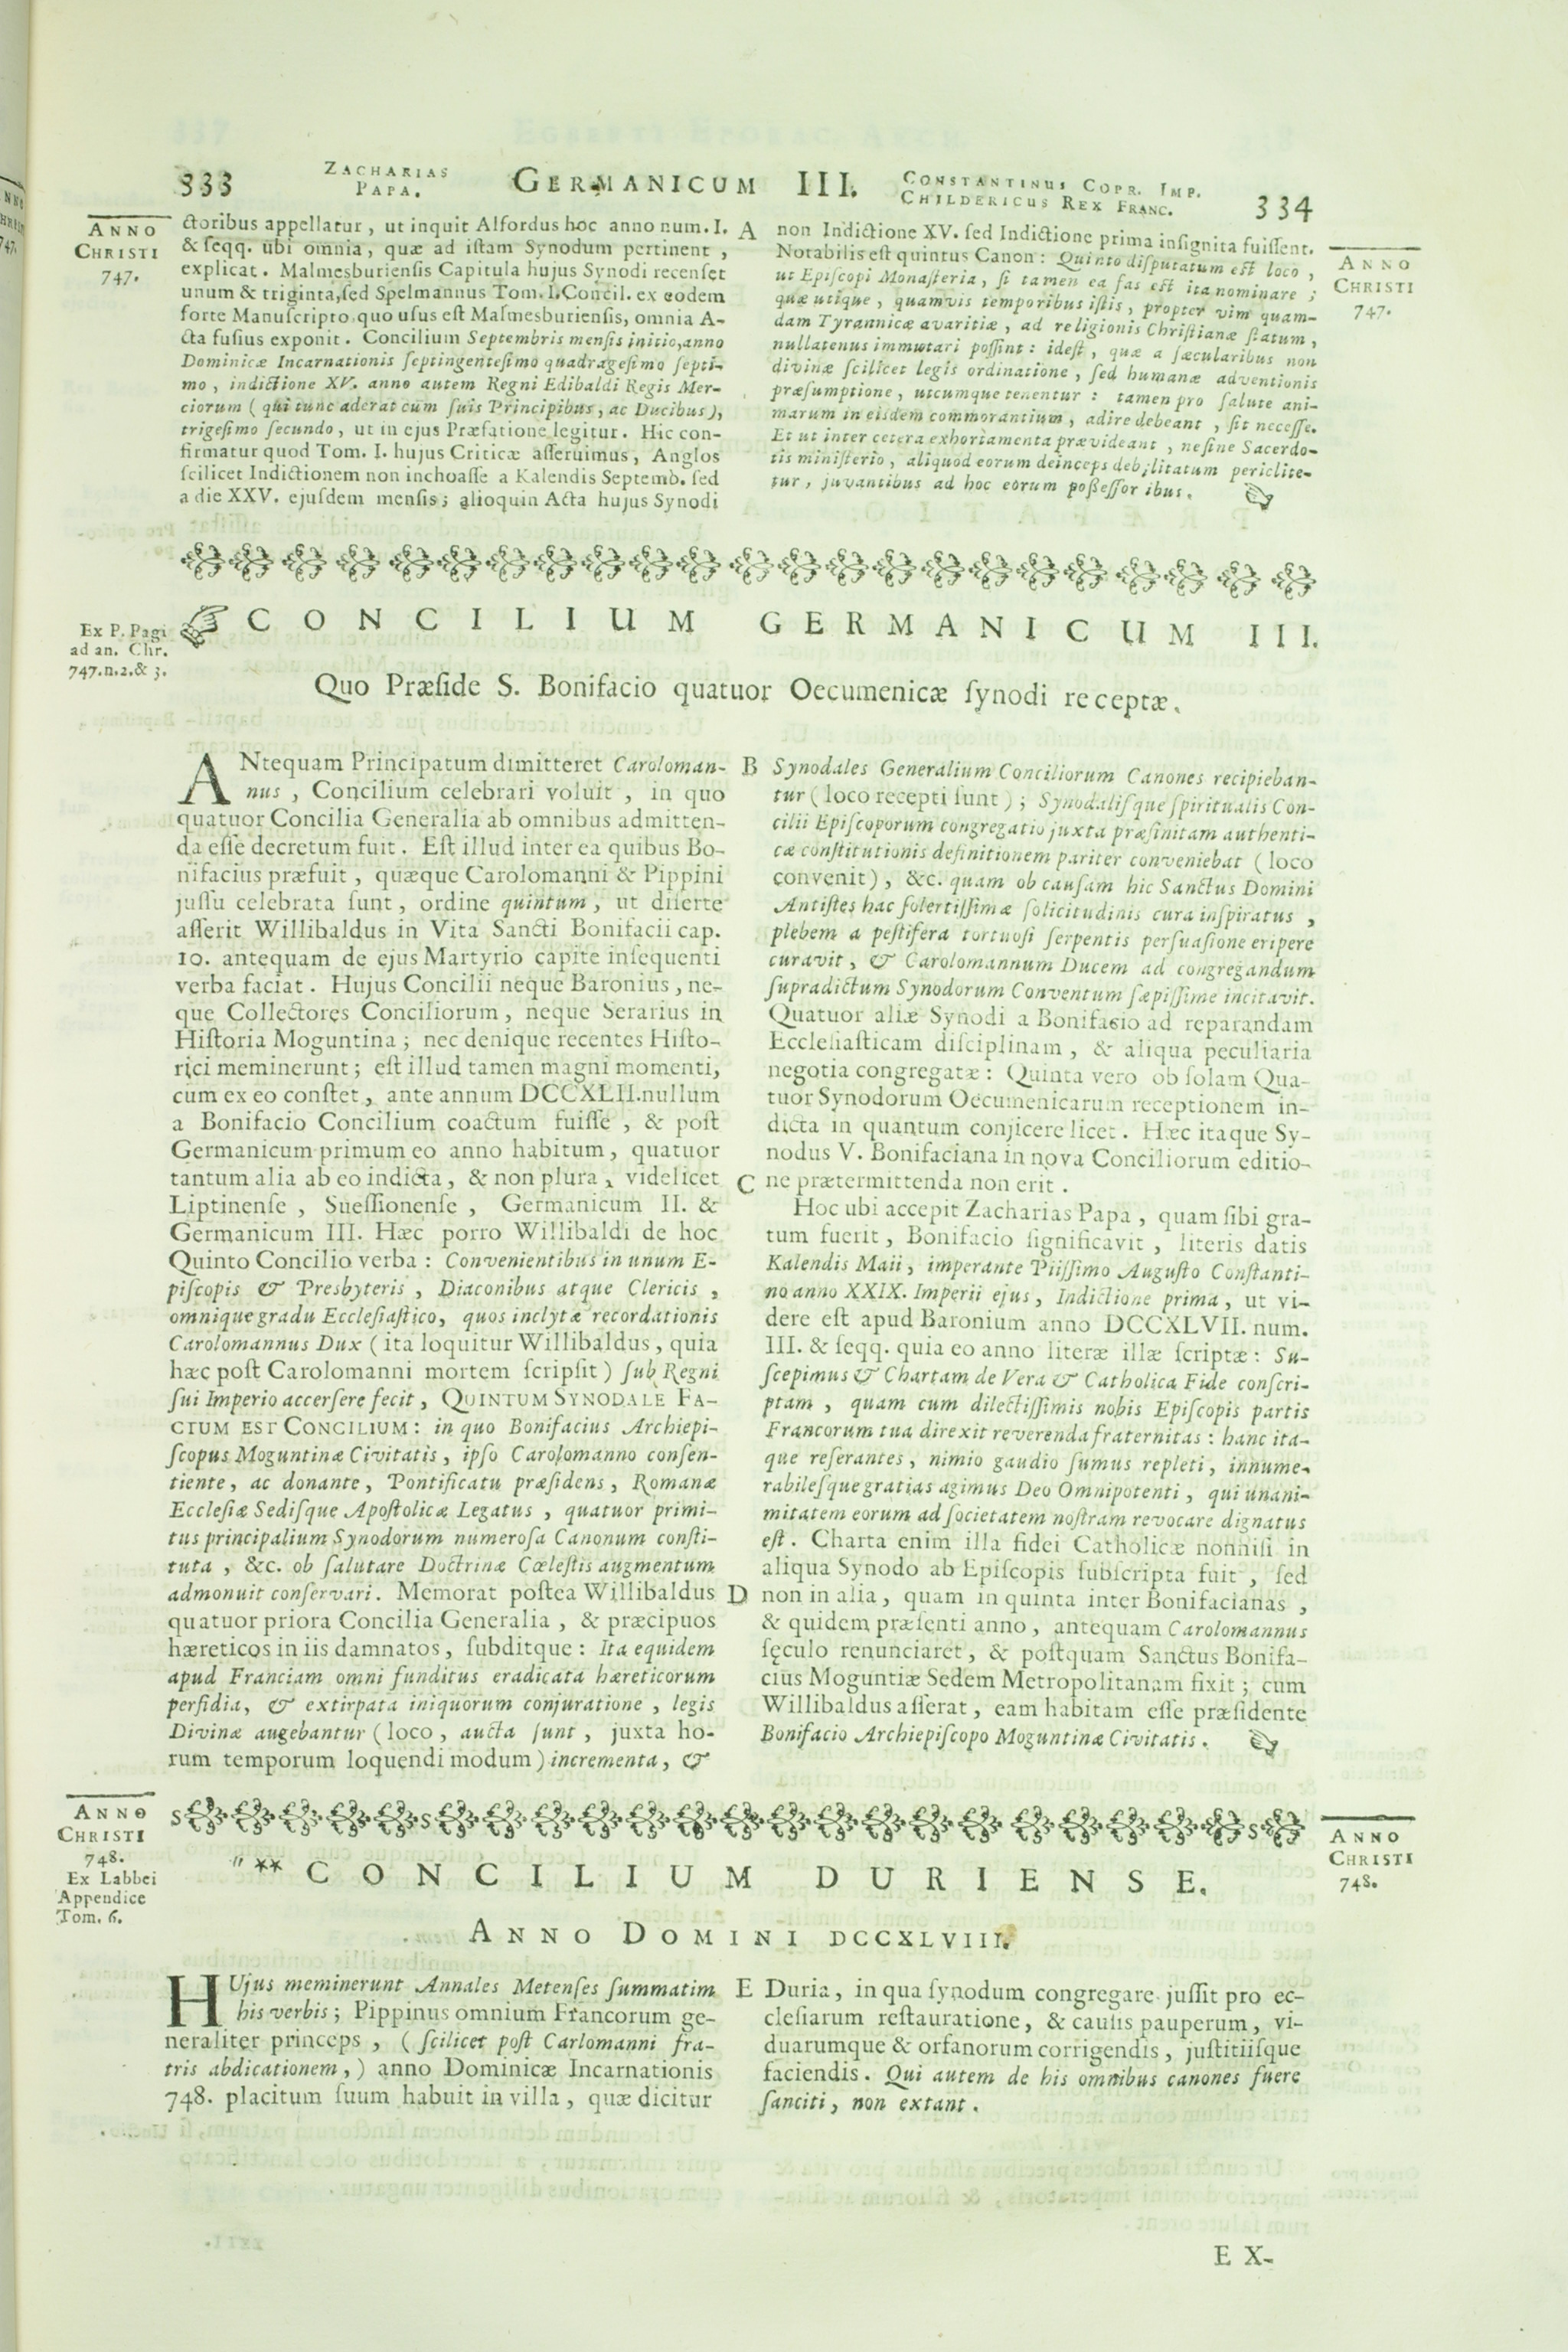 333
ZACHARIAS
PAPA.
GERMANICUM III.
CONSTANTINUS COPR. IMP.
CHILDERICUS REX FRANC.
334
ANNO
CHRISTI
747.
ctoribus appellatur, ut inquit Alfordus hoc anno num. I.
& ſeqq. ubi omnia, quæ ad iſtam Synodum pertinent,
explicat. Malmesburienſis Capitula hujus Synodi recenſet
unum & triginta, ſed Spelmannus Tom. I. Concil. ex eodem
forte Manuſcripto quo uſus eſt Malmesburienſis, omnia A-
cta fuſius exponit. Concilium Septembris menſis initio, anno
Dominicæ Incarnationis ſeptingenteſimo quadrageſimo ſepti-
mo, indictione XV. anno autem Regni Edibaldi Regis Mer-
ciorum (qui tunc aderat cum ſuis Principibus, ac Ducibus),
trigeſimo ſecundo, ut in ejus Præfatione legitur. Hic con-
firmatur quod Tom. I. hujus Criticæ aſſeruimus, Anglos
ſcilicet Indictionem non inchoaſſe a Kalendis Septemb. ſed
a die XXV. ejuſdem menſis; alioquin Acta hujus Synodi
A
non Indictione XV. ſed Indictione prima inſignita fuiſſent.
Notabilis eſt quintus Canon: Quinto diſputatum eſt loco,
ut Epiſcopi Monaſteria, ſi tamen ea fas eſt ita nominare;
quæ utique, quamvis temporibus iſtis, propter vim quam-
dam Tyrannicæ avaritiæ, ad religionis Chriſtianæ ſtatum,
nullatenus immutari poſſint: ideſt, quæ a ſæcularibus non
divinæ ſcilicet legis ordinatione, ſed humanæ adventionis
præſumptione, utcumque tenentur: tamen pro ſalute ani-
marum in eiſdem commorantium, adire debeant, ſit neceſſe.
Et ut inter cetera exhortamenta prævideant, ne ſine Sacerdo-
tis miniſterio, aliquod eorum deinceps debilitatum periclite-
tur, juvantibus ad hoc eorum poßeſſoribus.
ANNO
CHRISTI
747.
Ex P. Pagi
ad an. Chr.
747. n. 2. & 3.
CONCILIUM GERMANICUM III.
Quo Præſide S. Bonifacio quatuor Oecumenicæ ſynodi receptæ.
ANtequam Principatum dimitteret Caroloman-
nus, Concilium celebrari voluit, in quo
quatuor Concilia Generalia ab omnibus admitten-
da eſſe decretum fuit. Eſt illud inter ea quibus Bo-
nifacius præfuit, quæque Carolomanni & Pippini
juſſu celebrata ſunt, ordine quintum, ut diſerte
aſſerit Willibaldus in Vita Sancti Bonifacii cap.
10. antequam de ejus Martyrio capite inſequenti
verba faciat. Hujus Concilii neque Baronius, ne-
que Collectores Conciliorum, neque Serarius in
Hiſtoria Moguntina; nec denique recentes Hiſto-
rici meminerunt; eſt illud tamen magni momenti,
cum ex eo conſtet, ante annum DCCXLII. nullum
a Bonifacio Concilium coactum fuiſſe, & poſt
Germanicum primum eo anno habitum, quatuor
tantum alia ab eo indicta, & non plura, videlicet
Liptinenſe, Sueſſionenſe, Germanicum II. &
Germanicum III. Hæc porro Willibaldi de hoc
Quinto Concilio verba: Convenientibus in unum E-
piſcopis & Presbyteris, Diaconibus atque Clericis,
omnique gradu Eccleſiaſtico, quos inclytæ recordationis
Carolomannus Dux (ita loquitur Willibaldus, quia
hæc poſt Carolomanni mortem ſcripſit) ſub Regni
ſui Imperio accerſere fecit, QUINTUM SYNODALE FA-
CTUM EST CONCILIUM: in quo Bonifacius Archiepi-
ſcopus Moguntinæ Civitatis, ipſo Carolomanno conſen-
tiente, ac donante, Pontificatu præſidens, Romanæ
Eccleſiæ Sediſque Apoſtolicæ Legatus, quatuor primi-
tus principalium Synodorum numeroſa Canonum conſti-
tuta, &c. ob ſalutare Doctrinæ Cœleſtis augmentum
admonuit conſervari. Memorat poſtea Willibaldus
quatuor priora Concilia Generalia, & præcipuos
hæreticos in iis damnatos, ſubditque: Ita equidem
apud Franciam omni funditus eradicata hæreticorum
perfidia, & extirpata iniquorum conjuratione, legis
Divinæ augebantur (loco, aucta ſunt, juxta ho-
rum temporum loquendi modum) incrementa, &
B
Synodales Generalium Conciliorum Canones recipieban-
tur (loco recepti ſunt); Synodaliſque ſpiritualis Con-
cilii Epiſcoporum congregatio juxta præfinitam authenti-
cæ conſtitutionis definitionem pariter conveniebat (loco
convenit), &c. quam ob cauſam hic Sanctus Domini
Antiſtes hac ſolertiſſimæ ſolicitudinis cura inſpiratus,
plebem a peſtifera tortuoſi ſerpentis perſuaſione eripere
curavit, & Carolomannum Ducem ad congregandum
ſupradictum Synodorum Conventum ſæpiſſime incitavit.
Quatuor aliæ Synodi a Bonifacio ad reparandam
Eccleſiaſticam diſciplinam, & aliqua peculiaria
negotia congregatæ: Quinta vero ob ſolam Qua-
tuor Synodorum Oecumenicarum receptionem in-
dicta in quantum conjicere licet. Hæc itaque Sy-
nodus V. Bonifaciana in nova Conciliorum editio-
C
ne prætermittenda non erit.
Hoc ubi accepit Zacharias Papa, quam ſibi gra-
tum fuerit, Bonifacio ſignificavit, literis datis
Kalendis Maii, imperante Piiſſimo Auguſto Conſtanti-
no anno XXIX. Imperii ejus, Indictione prima, ut vi-
dere eſt apud Baronium anno DCCXLVII. num.
III. & ſeqq. quia eo anno literæ illæ ſcriptæ: Su-
ſcepimus & Chartam de Vera & Catholica Fide conſcri-
ptam, quam cum dilectiſſimis nobis Epiſcopis partis
Francorum tua direxit reverenda fraternitas: hanc ita-
que reſerantes, nimio gaudio ſumus repleti, innume-
rabileſque gratias agimus Deo Omnipotenti, qui unani-
mitatem eorum ad ſocietatem noſtram revocare dignatus
eſt. Charta enim illa fidei Catholicæ nonniſi in
aliqua Synodo ab Epiſcopis ſubſcripta fuit, ſed
D
non in alia, quam in quinta inter Bonifacianas,
& quidem præſenti anno, antequam Carolomannus
ſęculo renunciaret, & poſtquam Sanctus Bonifa-
cius Moguntiæ Sedem Metropolitanam fixit; cum
Willibaldus aſſerat, eam habitam eſſe præſidente
Bonifacio Archiepiſcopo Moguntinæ Civitatis.
ANNO
CHRISTI
748.
Ex Labbei
Appendice
Tom. 6.
" ** CONCILIUM DURIENSE.
ANNO DOMINI DCCXLVIII.
ANNO
CHRISTI
748.
HUjus meminerunt Annales Metenſes ſummatim
his verbis; Pippinus omnium Francorum ge-
neraliter princeps, (ſcilicet poſt Carlomanni fra-
tris abdicationem,) anno Dominicæ Incarnationis
748. placitum ſuum habuit in villa, quæ dicitur
E
Duria, in qua ſynodum congregare juſſit pro ec-
cleſiarum reſtauratione, & cauſis pauperum, vi-
duarumque & orfanorum corrigendis, juſtitiiſque
faciendis. Qui autem de his omnibus canones fuere
ſanciti, non extant.
EX-